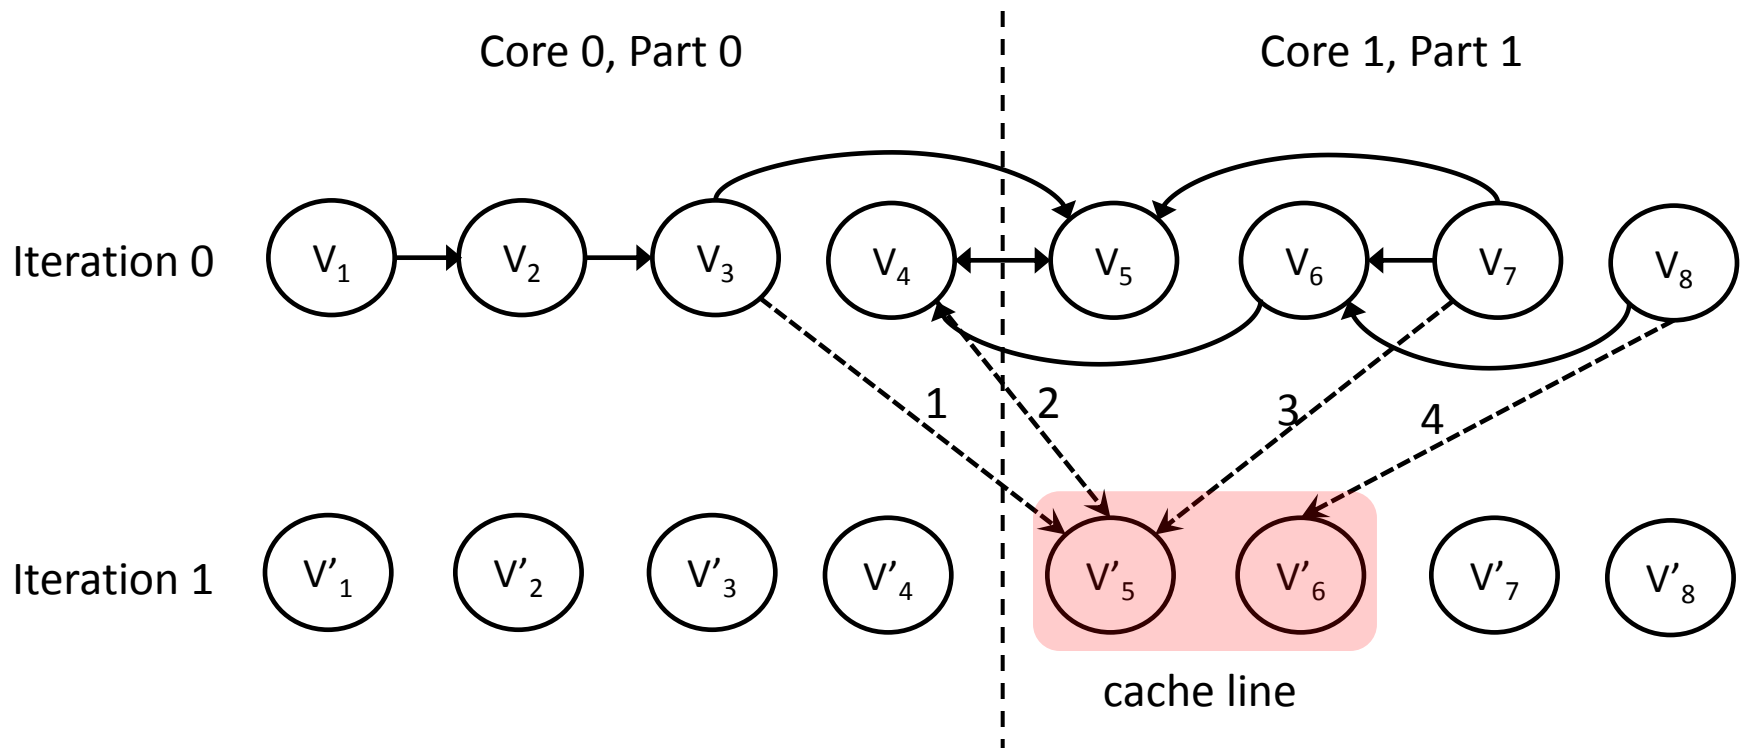 Core 0, Part 0
Core 1, Part 1
Iteration 0
V₁
V₂
V₃
V₄
V₅
V₆
V₇
V₈
1
2
3
4
Iteration 1
V’₁
V’₂
V’₃
V’₄
V’₅
V’₆
V’₇
V’₈
cache line